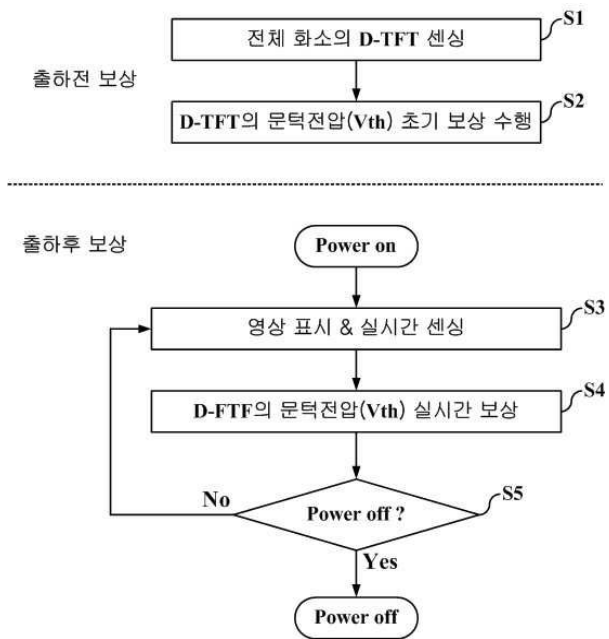 S1
전체 화소의 D-TFT 센싱
출하전 보상
S2
D-TFT의 문턱전압(Vth) 초기 보상 수행
출하후 보상
Power on
S3
영상 표시 & 실시간 센싱
S4
D-FTF의 문턱전압(Vth) 실시간 보상
No
S5
Power off ?
Yes
Power off